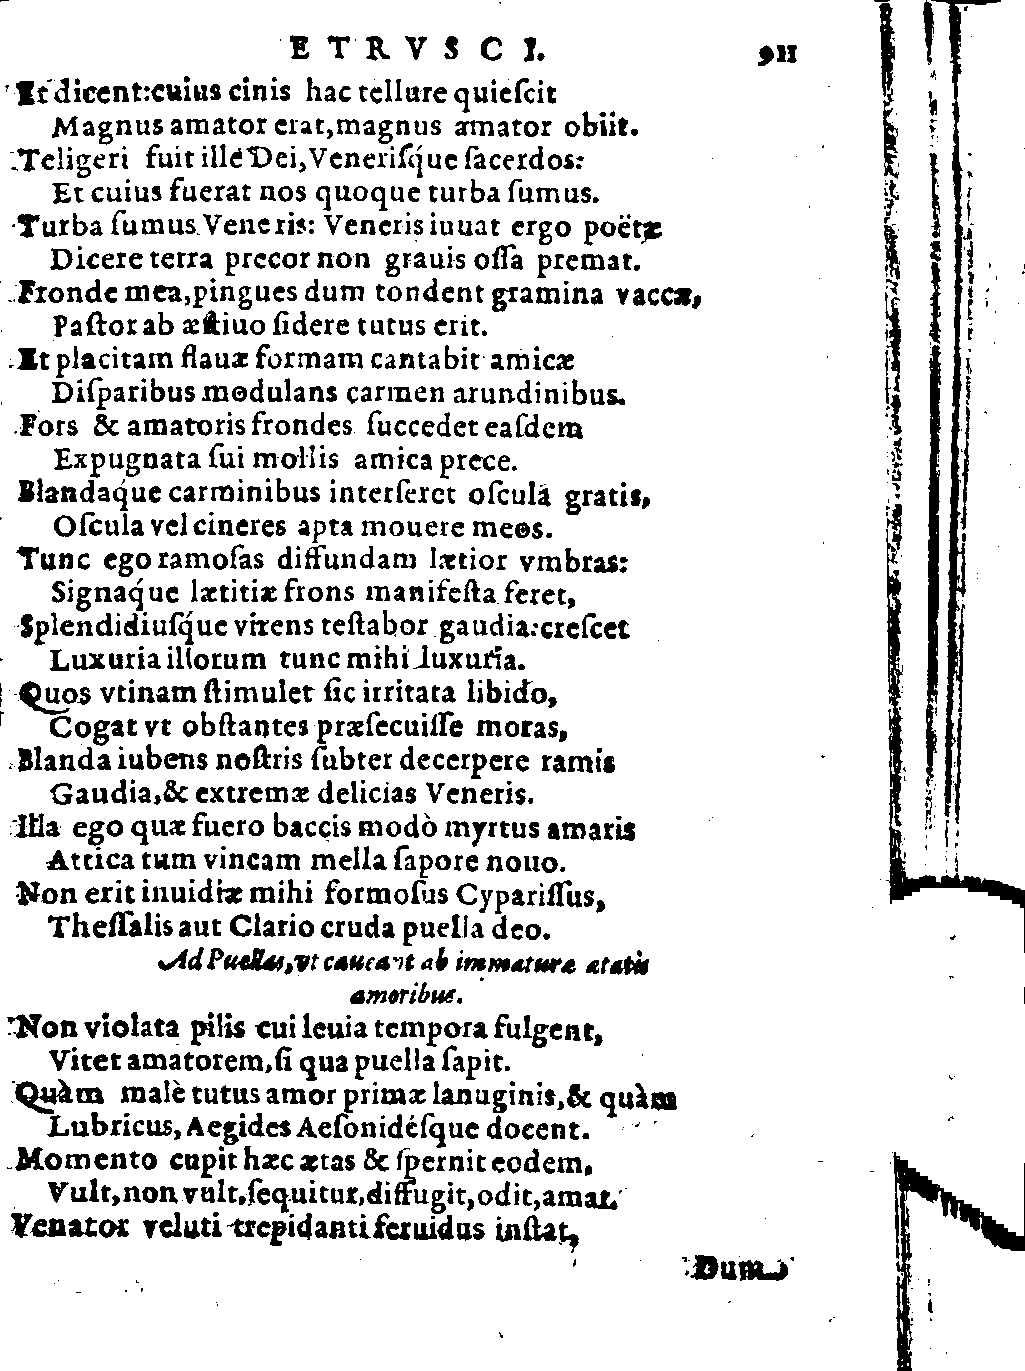 ETRVSCI. 911
Et dicent:cuius cinis hac tellure quieſcit
Magnus amator erat,magnus amator obiit.
Teligeri fuit ille Dei,Veneriſq́ue ſacerdos:
Et cuius fuerat nos quoque turba ſumus.
Turba ſumus Veneris: Veneris iuuat ergo poëtæ
Dicere terra precor non grauis oſſa premat.
Fronde mea,pingues dum tondent gramina vaccæ,
Paſtor ab æſtiuo ſidere tutus erit.
Et placitam flauæ formam cantabit amicæ
Diſparibus modulans carmen arundinibus.
Fors & amatoris frondes ſuccedet eaſdem
Expugnata ſui mollis amica prece.
Blandaq́ue carminibus interſeret oſcula gratis,
Oſcula vel cineres apta mouere meos.
Tunc ego ramoſas diffundam lætior vmbras:
Signaq́ue lætitiæ frons manifeſta feret,
Splendidiuſq́ue virens teſtabor gaudia:creſcet
Luxuria illorum tunc mihi luxuria.
Quos vtinam ſtimulet ſic irritata libido,
Cogat vt obſtantes præſecuiſſe moras,
Blanda iubens noſtris ſubter decerpere ramis
Gaudia,& extremæ delicias Veneris.
Illa ego quæ fuero baccis modò myrtus amaris
Attica tum vincam mella ſapore nouo.
Non erit inuidiæ mihi formoſus Cypariſſus,
Theſſalis aut Clario cruda puella deo.
Ad Puellas,vt caueant ab immaturæ ætatis
amoribus.
Non violata pilis cui leuia tempora fulgent,
Vitet amatorem,ſi qua puella ſapit.
Quàm malè tutus amor primæ lanuginis,& quàm
Lubricus, Aegides Aeſonidéſque docent.
Momento cupit hæc ætas & ſpernit eodem,
Vult,non vult,ſequitur,diffugit,odit,amat.
Venator veluti trepidanti feruidus inſtat,
Dum